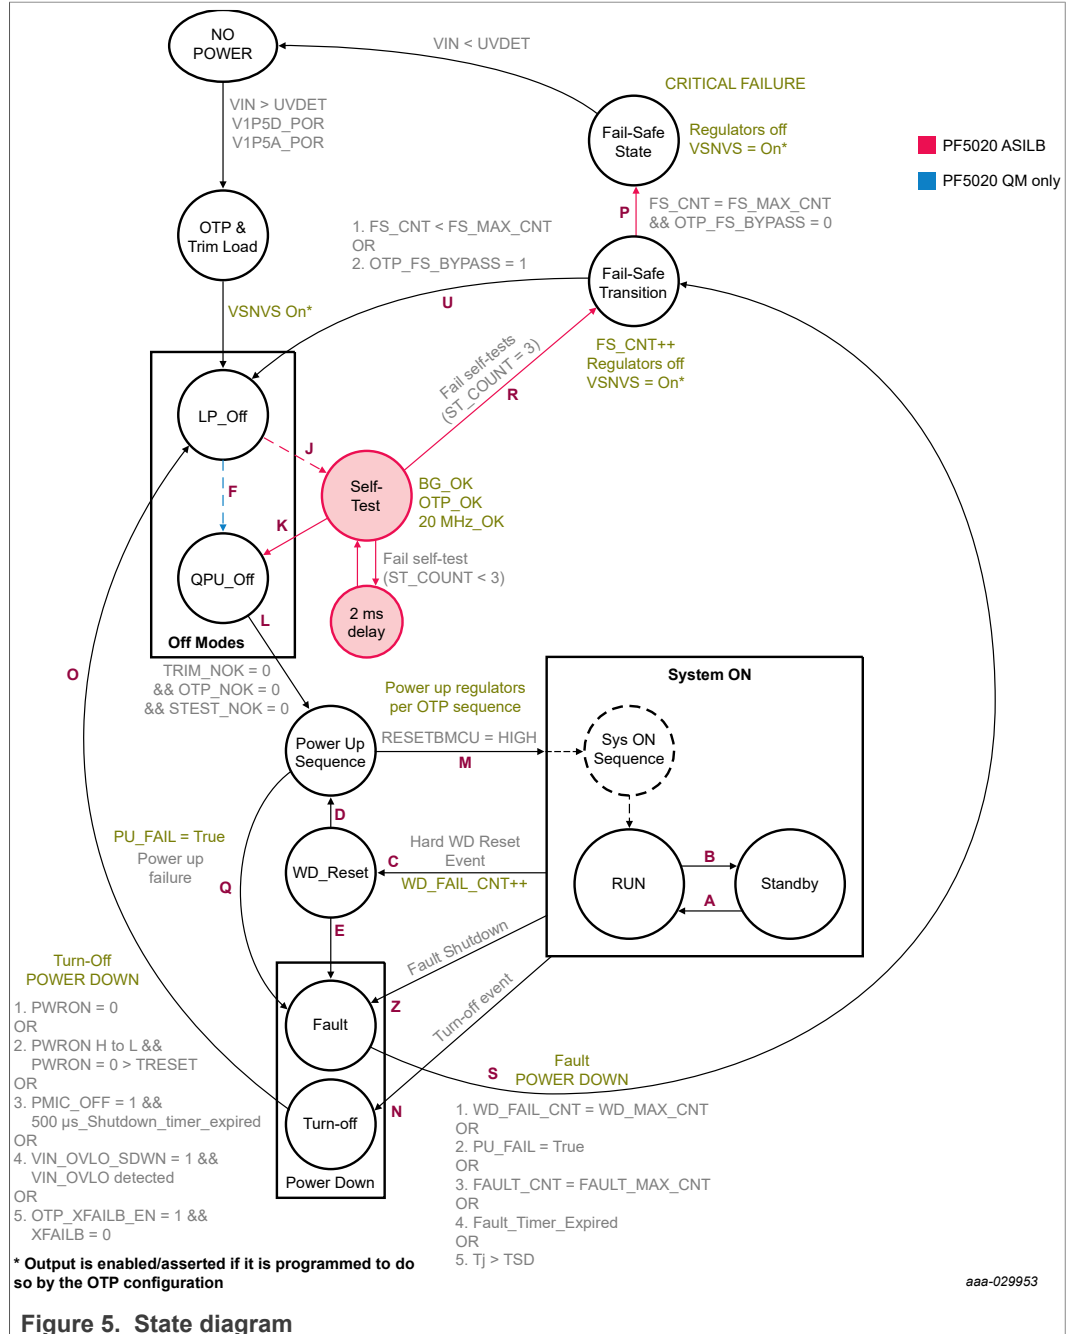 NO
POWER
VIN < UVDET
VIN > UVDET
V1P5D_POR
V1P5A_POR
CRITICAL FAILURE
Fail-Safe
State
Regulators off
VSNVS = On*
PF5020 ASILB
PF5020 QM only
P
FS_CNT = FS_MAX_CNT
&& OTP_FS_BYPASS = 0
OTP &
Trim Load
1. FS_CNT < FS_MAX_CNT
OR
2. OTP_FS_BYPASS = 1
Fail-Safe
Transition
U
VSNVS On*
FS_CNT++
Regulators off
VSNVS = On*
Fail self-tests
(ST_COUNT = 3)
R
LP_Off
J
F
Self-
Test
BG_OK
OTP_OK
20 MHz_OK
K
QPU_Off
Fail self-test
(ST_COUNT < 3)
2 ms
delay
L
Off Modes
TRIM_NOK = 0
&& OTP_NOK = 0
&& STEST_NOK = 0
O
System ON
Power up regulators
per OTP sequence
Power Up
Sequence
RESETBMCU = HIGH
M
Sys ON
Sequence
D
PU_FAIL = True
Power up
failure
Q
WD_Reset
C
Hard WD Reset
Event
WD_FAIL_CNT++
RUN
B
A
Standby
E
Fault Shutdown
Turn-off event
Z
Fault
Turn-Off
POWER DOWN
1. PWRON = 0
OR
2. PWRON H to L &&
PWRON = 0 > TRESET
OR
3. PMIC_OFF = 1 &&
500 µs_Shutdown_timer_expired
OR
4. VIN_OVLO_SDWN = 1 &&
VIN_OVLO detected
OR
5. OTP_XFAILB_EN = 1 &&
XFAILB = 0
S
Fault
POWER DOWN
N
Turn-off
Power Down
1. WD_FAIL_CNT = WD_MAX_CNT
OR
2. PU_FAIL = True
OR
3. FAULT_CNT = FAULT_MAX_CNT
OR
4. Fault_Timer_Expired
OR
5. Tj > TSD
* Output is enabled/asserted if it is programmed to do
so by the OTP configuration
aaa-029953
Figure 5. State diagram